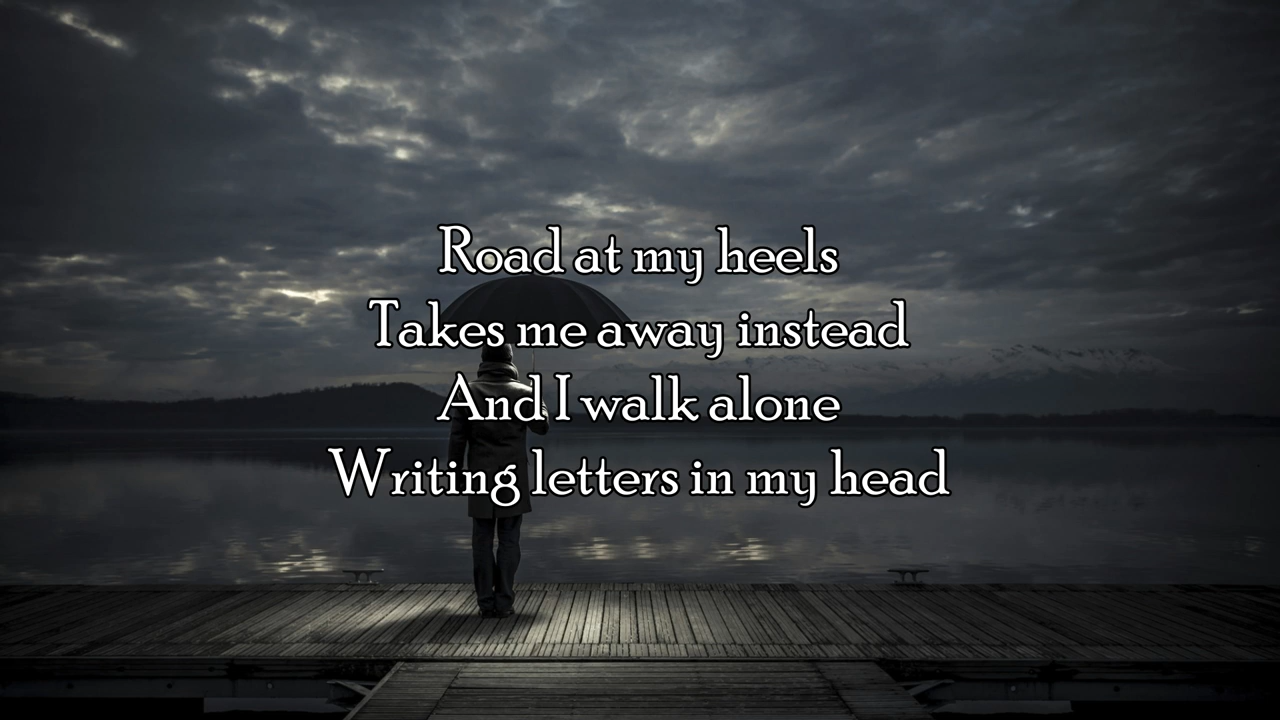 Road at my heels
Takes me away instead
And I walk alone
Writing letters in my head